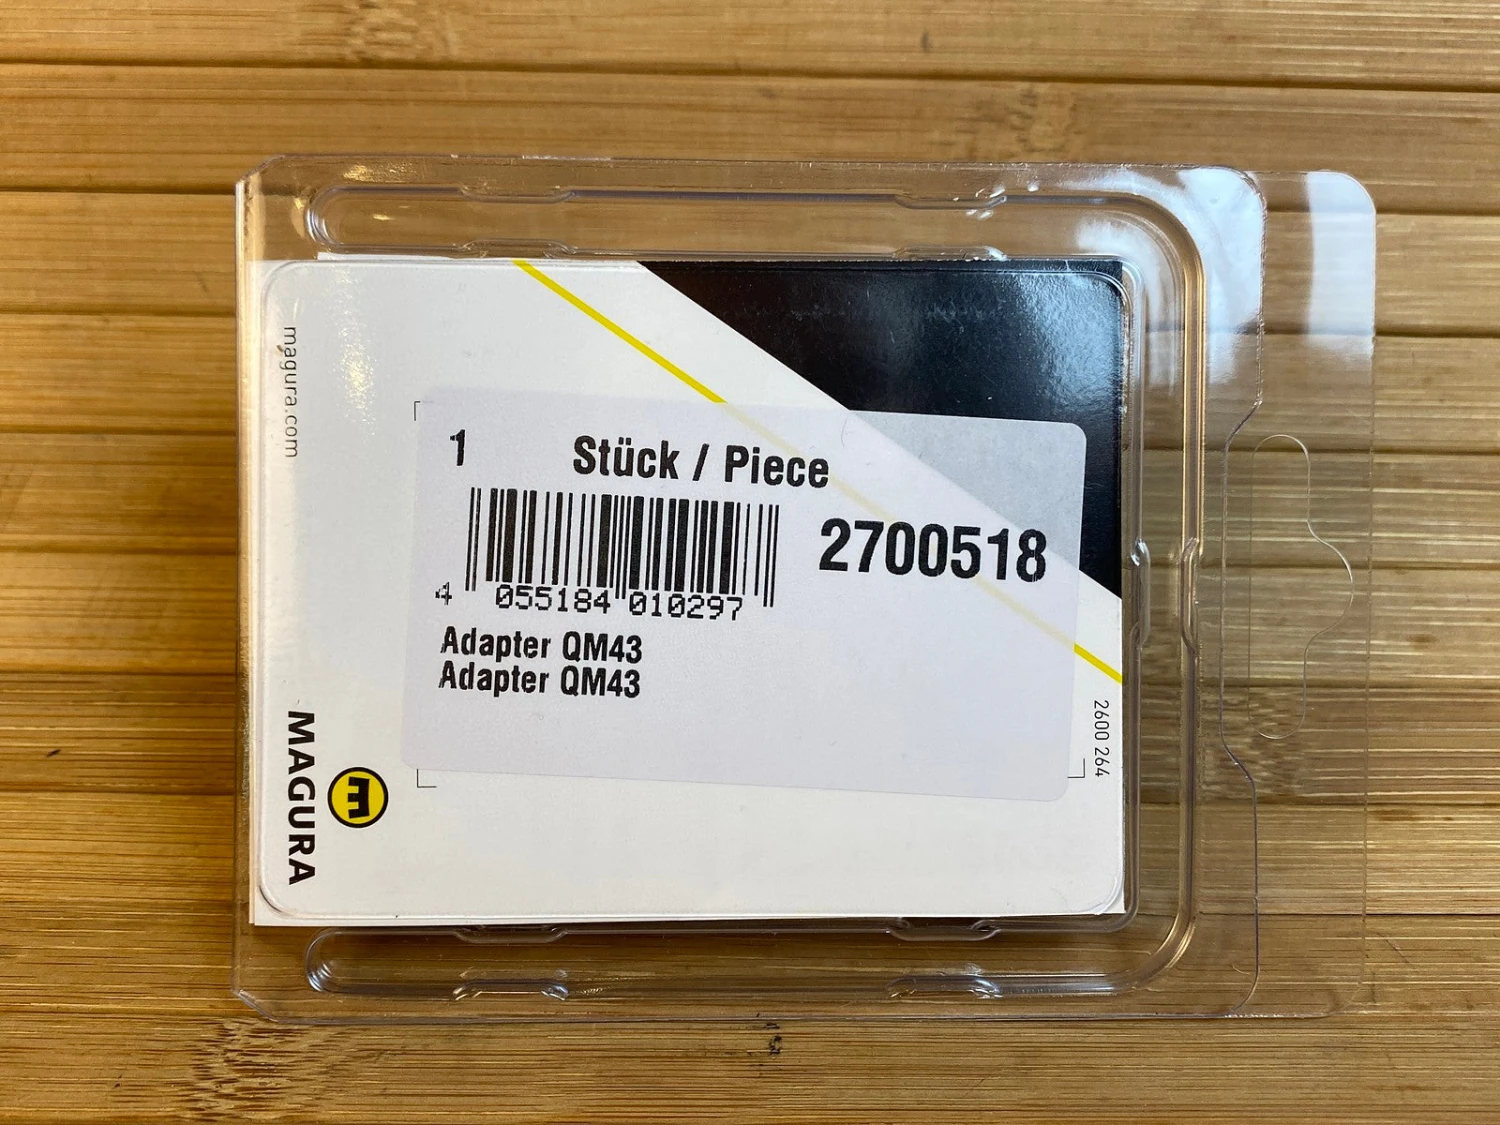 magura.com
1 Stück / Piece
2700518
4 055184 010297
Adapter QM43
Adapter QM43
MAGURA
2600 264